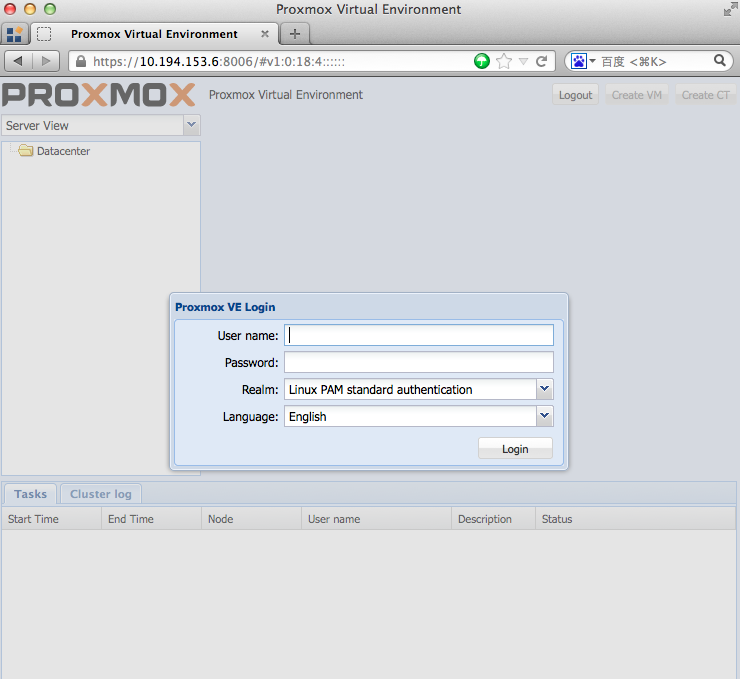 Proxmox Virtual Environment
Proxmox Virtual Environment
https://10.194.153.6:8006/#v1:0:18:4::::::
百度 <⌘K>
PROXMOX Proxmox Virtual Environment Logout Create VM Create CT
Server View
Datacenter
Proxmox VE Login
User name:
Password:
Realm: Linux PAM standard authentication
Language: English
Login
Tasks Cluster log
Start Time End Time Node User name Description Status